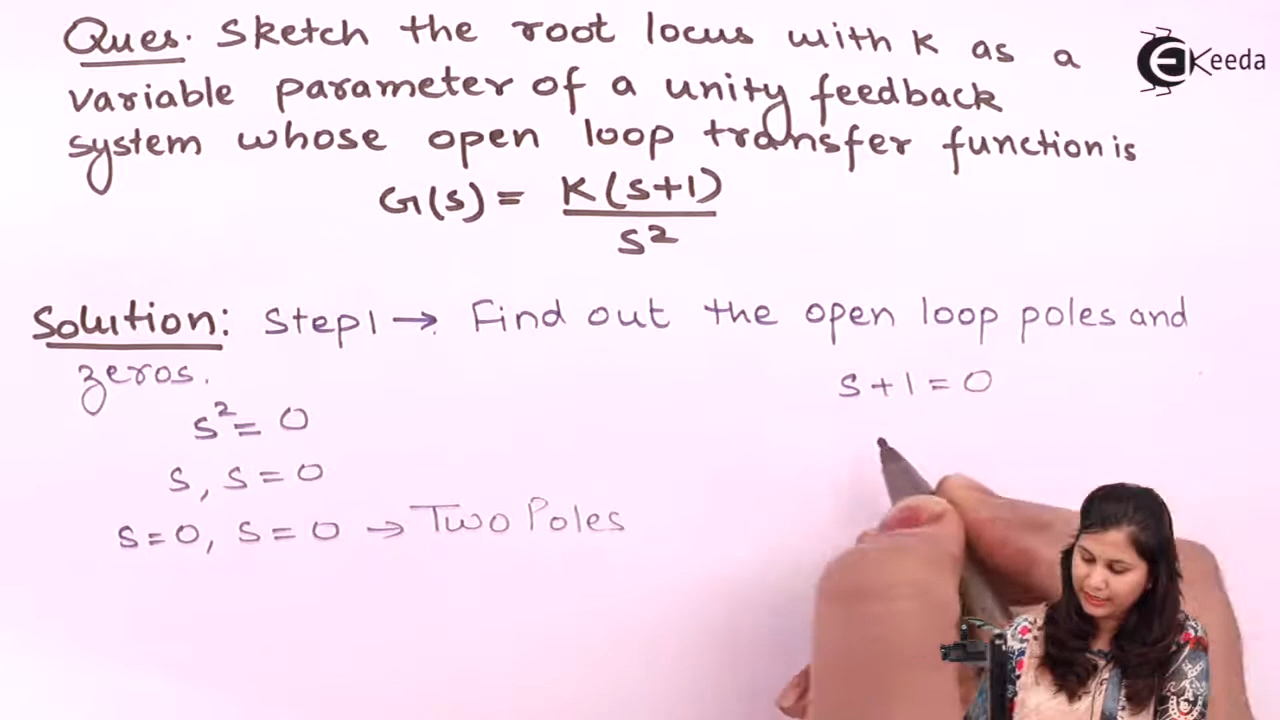 Ques. Sketch the root locus with K as a
variable parameter of a unity feedback
system whose open loop transfer function is
G(s) = K(s+1)
s²
Solution: Step1 → Find out the open loop poles and
zeros.
s+1=0
s²=0
s, s=0
s=0, s=0 → Two Poles
EKeeda